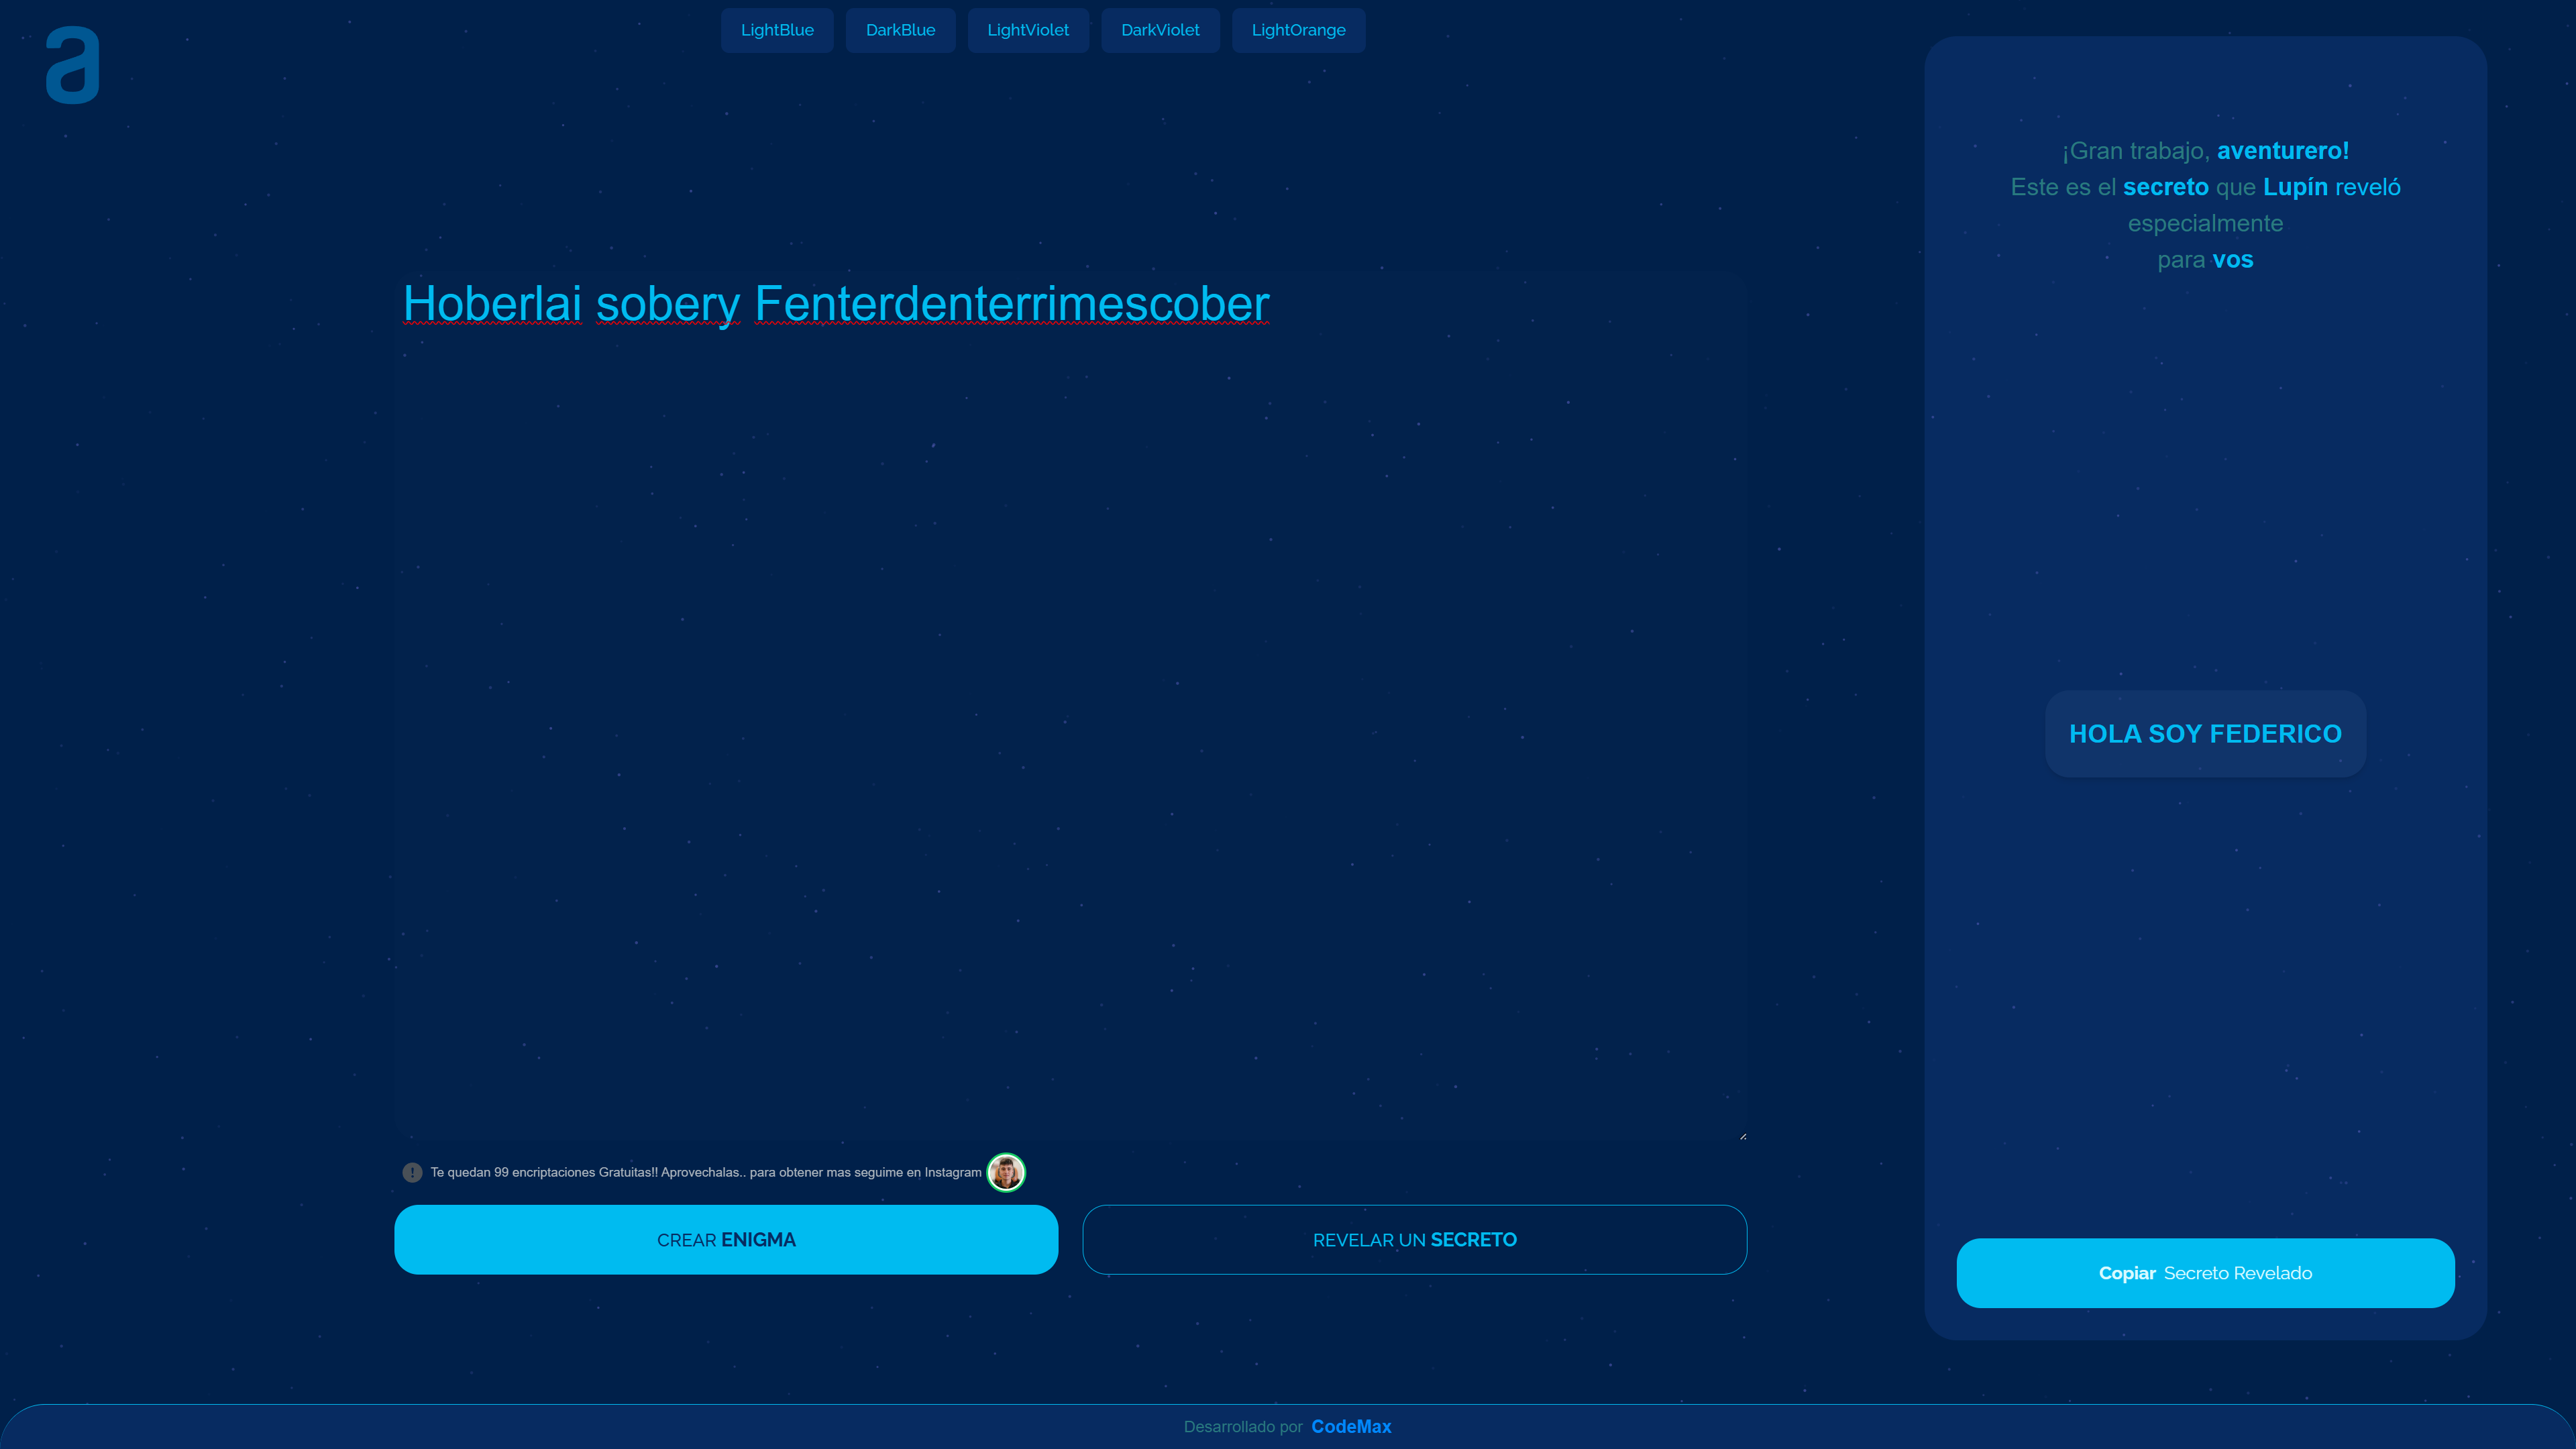 a
LightBlue DarkBlue LightViolet DarkViolet LightOrange
Hoberlai sobery Fenterdenterrimescober
! Te quedan 99 encriptaciones Gratuitas!! Aprovechalas.. para obtener mas seguime en Instagram
CREAR ENIGMA
REVELAR UN SECRETO
¡Gran trabajo, aventurero!
Este es el secreto que Lupín reveló
especialmente
para vos
HOLA SOY FEDERICO
Copiar Secreto Revelado
Desarrollado por CodeMax